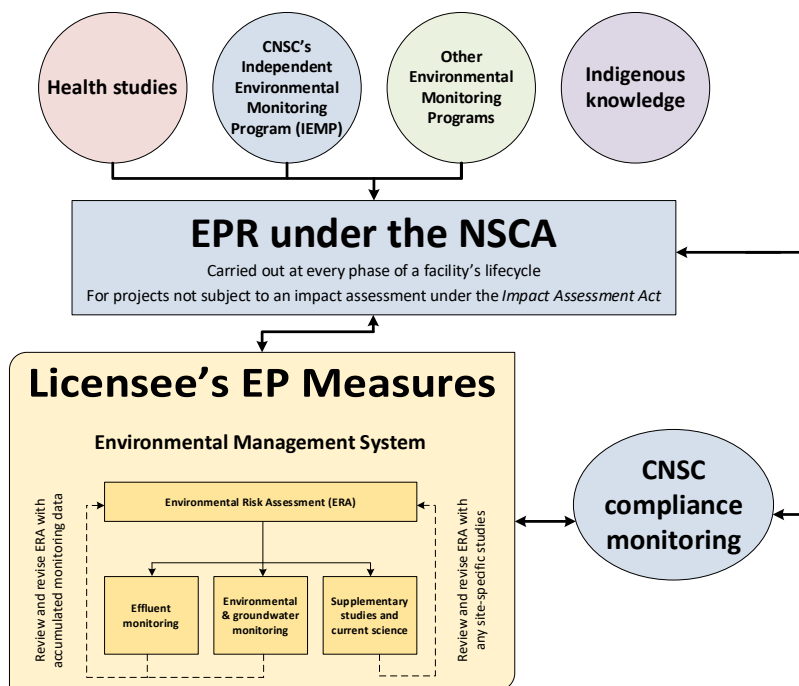 Health studies
CNSC's
Independent
Environmental
Monitoring
Program (IEMP)
Other
Environmental
Monitoring
Programs
Indigenous
knowledge
EPR under the NSCA
Carried out at every phase of a facility's lifecycle
For projects not subject to an impact assessment under the Impact Assessment Act
Licensee's EP Measures
Environmental Management System
Environmental Risk Assessment (ERA)
Review and revise ERA with
accumulated monitoring data
Effluent
monitoring
Environmental
& groundwater
monitoring
Supplementary
studies and
current science
Review and revise ERA with
any site-specific studies
CNSC
compliance
monitoring